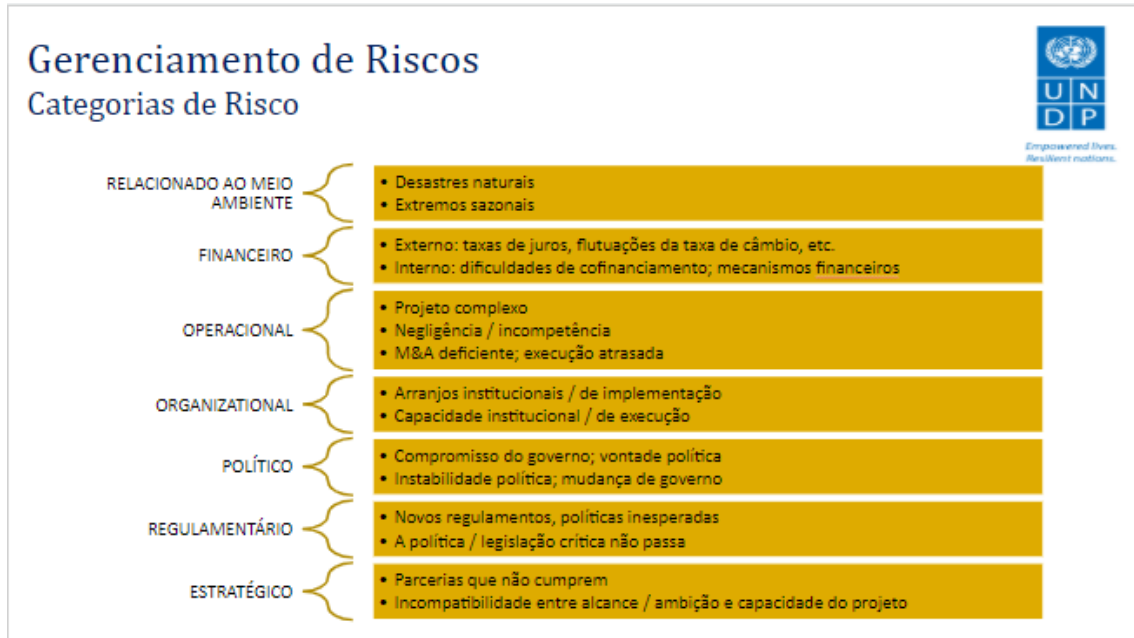 Gerenciamento de Riscos
Categorias de Risco
U N
D P
Empowered lives.
Resilient nations.
RELACIONADO AO MEIO
AMBIENTE
• Desastres naturais
• Extremos sazonais
FINANCEIRO
• Externo: taxas de juros, flutuações da taxa de câmbio, etc.
• Interno: dificuldades de cofinanciamento; mecanismos financeiros
OPERACIONAL
• Projeto complexo
• Negligência / incompetência
• M&A deficiente; execução atrasada
ORGANIZATIONAL
• Arranjos institucionais / de implementação
• Capacidade institucional / de execução
POLÍTICO
• Compromisso do governo; vontade política
• Instabilidade política; mudança de governo
REGULAMENTÁRIO
• Novos regulamentos, políticas inesperadas
• A política / legislação crítica não passa
ESTRATÉGICO
• Parcerias que não cumprem
• Incompatibilidade entre alcance / ambição e capacidade do projeto